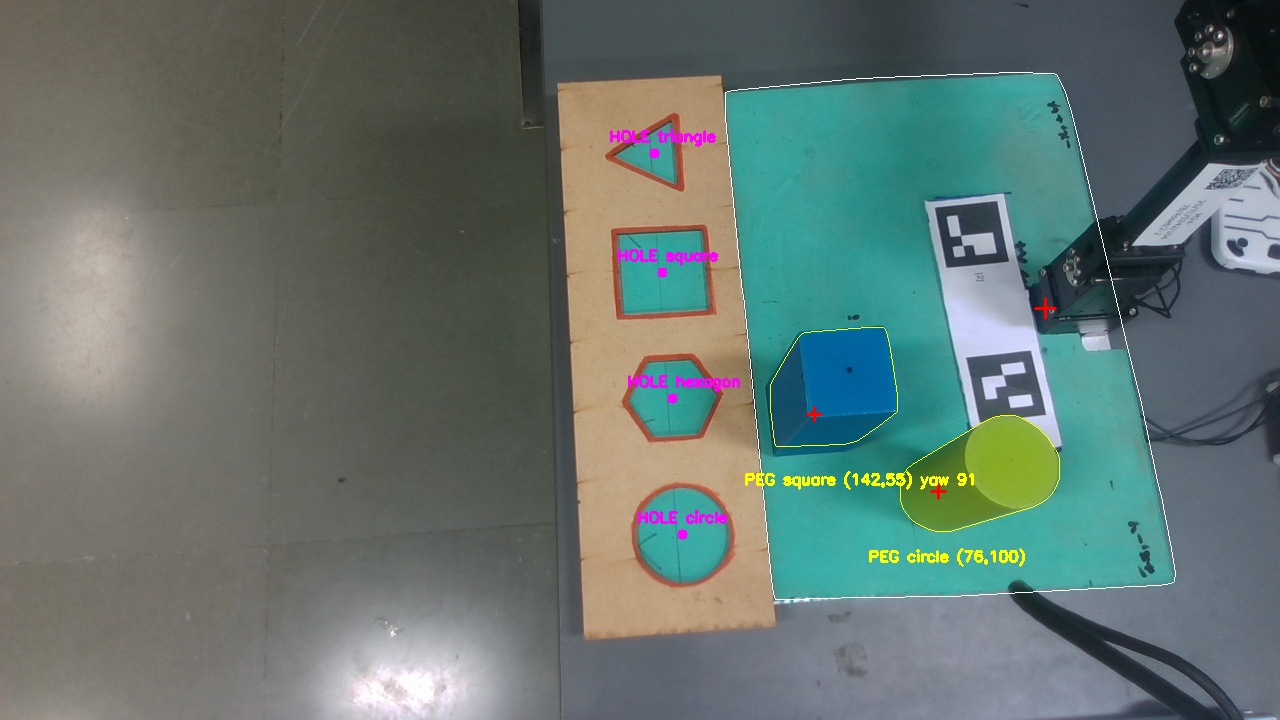 HOLE triangle
HOLE square
HOLE hexagon
PEG square (142,55) yaw 91
HOLE circle
PEG circle (76,100)